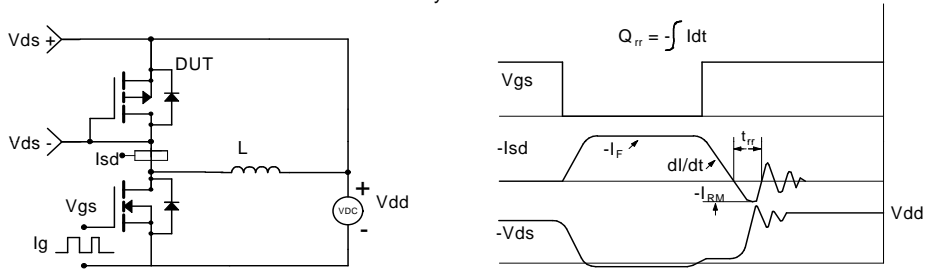 Vds +
DUT
Vds -
Isd
L
Vgs
Ig
+
VDC
-
Vdd
Q rr = - ∫ Idt
Vgs
-Isd
-I F
dI/dt
t rr
-I RM
Vdd
-Vds